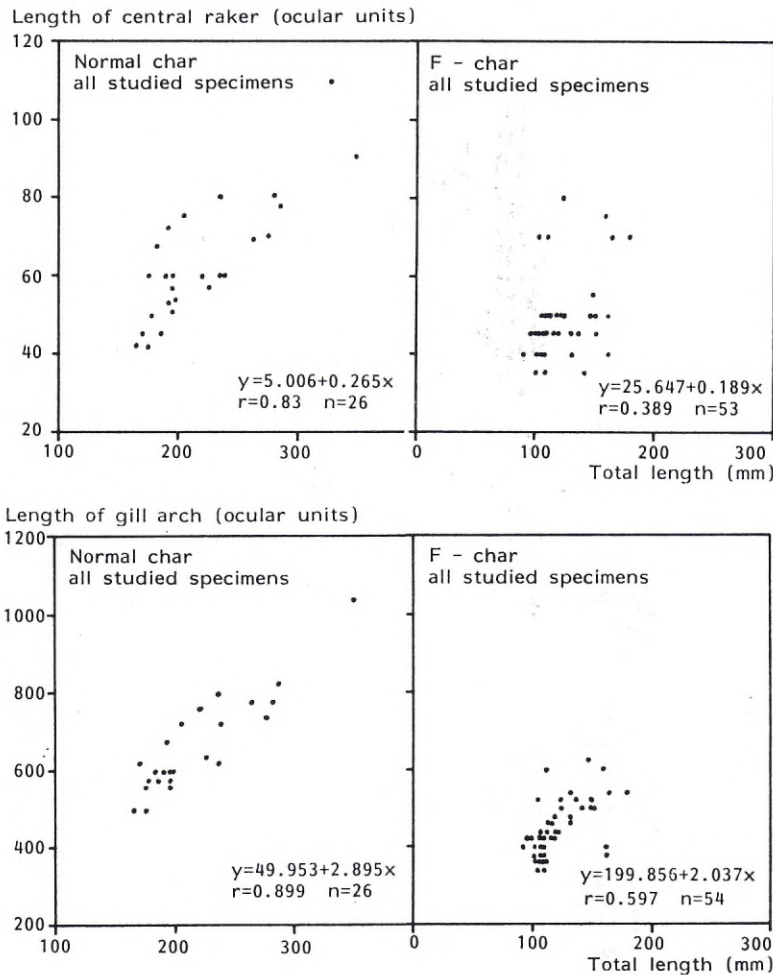 Length of central raker (ocular units)
120
100
80
60
40
20
Normal char
all studied specimens
y=5.006+0.265x
r=0.83 n=26
100 200 300
F - char
all studied specimens
y=25.647+0.189x
r=0.389 n=53
0 100 200 300
Total length (mm)
Length of gill arch (ocular units)
1200
1000
800
600
400
200
Normal char
all studied specimens
y=49.953+2.895x
r=0.899 n=26
100 200 300
F - char
all studied specimens
y=199.856+2.037x
r=0.597 n=54
0 100 200 300
Total length (mm)